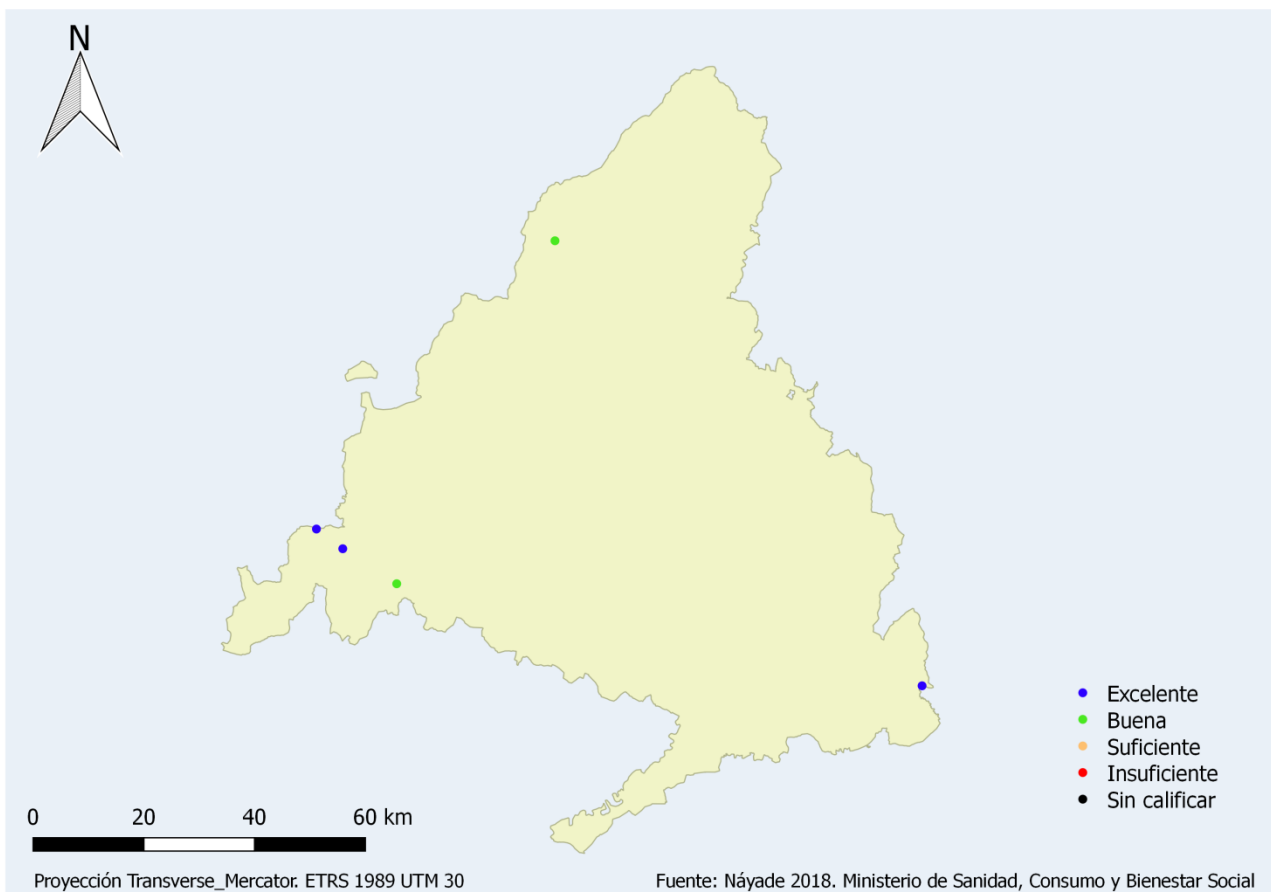 N
Excelente
Buena
Suficiente
Insuficiente
Sin calificar
0 20 40 60 km
Proyección Transverse_Mercator. ETRS 1989 UTM 30
Fuente: Náyade 2018. Ministerio de Sanidad, Consumo y Bienestar Social